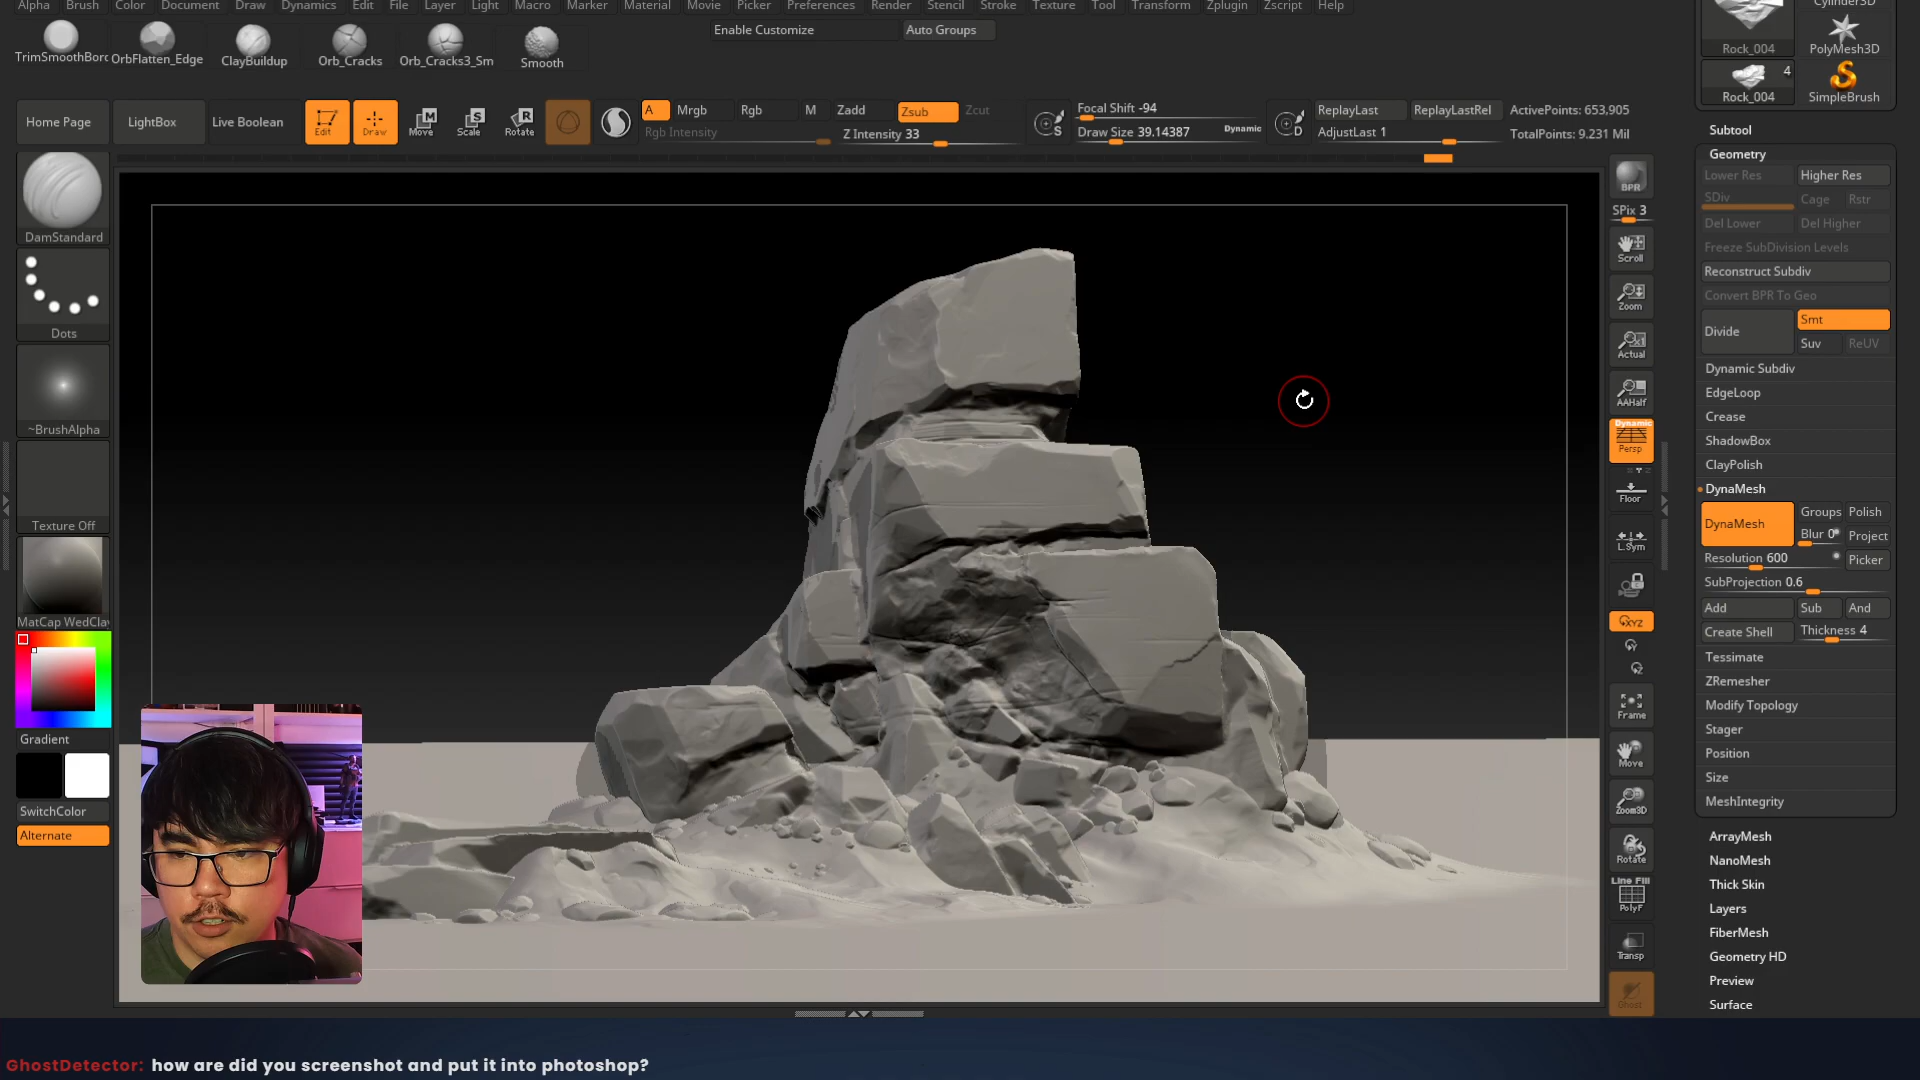 Alpha Brush Color Document Draw Dynamics Edit File Layer Light Macro Marker Material Movie Picker Preferences Render Stencil Stroke Texture Tool Transform Zplugin Zscript Help
TrimSmoothBorc OrbFlatten_Edge ClayBuildup Orb_Cracks Orb_Cracks3_Sm Smooth
Enable Customize Auto Groups
Home Page LightBox Live Boolean Edit Draw Move Scale Rotate
A Mrgb Rgb M Zadd Zsub Zcut
Rgb Intensity Z Intensity 33
Focal Shift -94
Draw Size 39.14387 Dynamic
ReplayLast ReplayLastRel
AdjustLast 1
ActivePoints: 653,905
TotalPoints: 9.231 Mil
DamStandard
Dots
~BrushAlpha
Texture Off
MatCap WedClay
Gradient
SwitchColor
Alternate
BPR
SPix 3
Scroll
Zoom
Actual
AAHalf
Dynamic
Persp
Floor
L.Sym
XYZ
Frame
Move
Zoom3D
Rotate
Line Fill
PolyF
Transp
Ghost
Cylinder3D
Rock_004 PolyMesh3D
4
Rock_004 SimpleBrush
Subtool
Geometry
Lower Res Higher Res
SDiv Cage Rstr
Del Lower Del Higher
Freeze SubDivision Levels
Reconstruct Subdiv
Convert BPR To Geo
Divide Smt
Suv ReUV
Dynamic Subdiv
EdgeLoop
Crease
ShadowBox
ClayPolish
DynaMesh
DynaMesh Groups Polish
Blur 0 Project
Resolution 600 Picker
SubProjection 0.6
Add Sub And
Create Shell Thickness 4
Tessimate
ZRemesher
Modify Topology
Stager
Position
Size
MeshIntegrity
ArrayMesh
NanoMesh
Thick Skin
Layers
FiberMesh
Geometry HD
Preview
Surface
GhostDetector: how are did you screenshot and put it into photoshop?